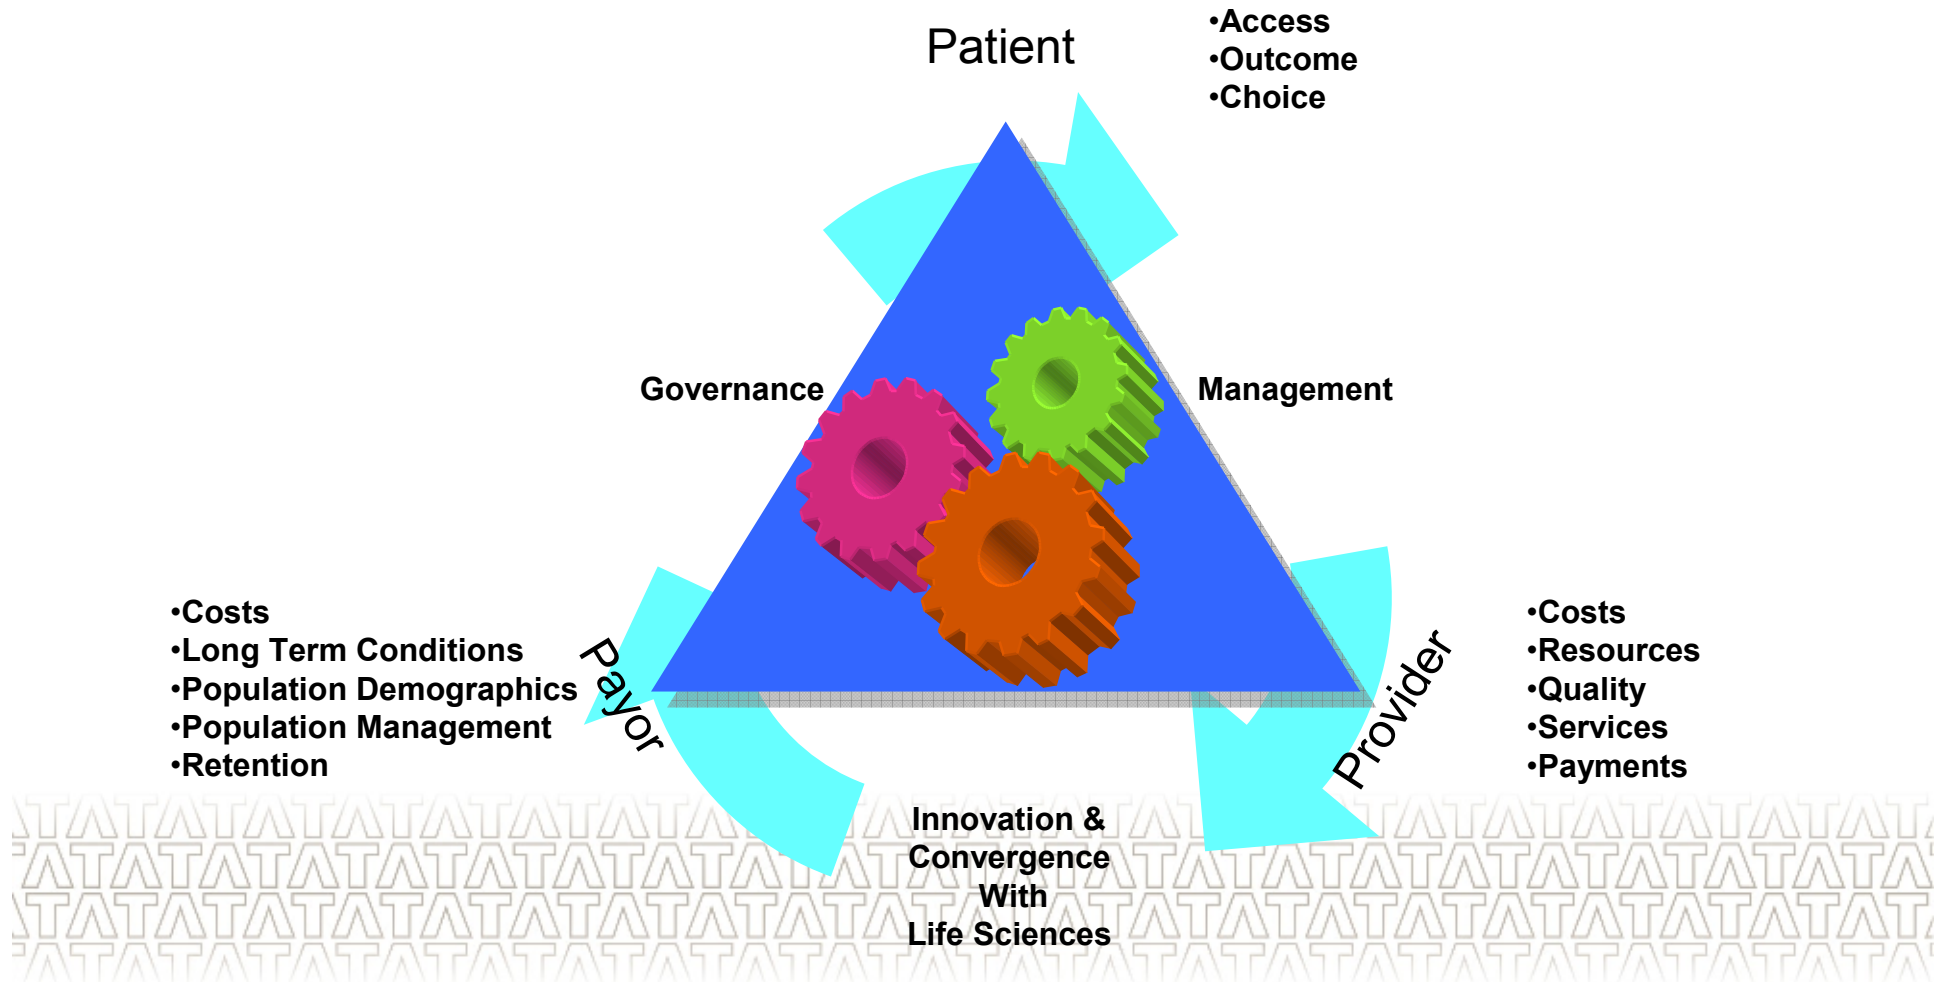 Patient
•Access
•Outcome
•Choice
Governance
Management
•Costs
•Long Term Conditions
•Population Demographics
•Population Management
•Retention
Payor
Provider
•Costs
•Resources
•Quality
•Services
•Payments
Innovation &
Convergence
With
Life Sciences
TATATATATATATATATATATATATATATATATATATATA